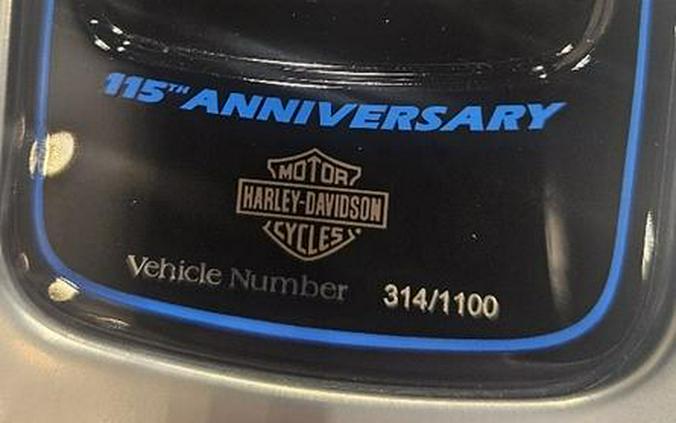 115TH ANNIVERSARY
MOTOR
HARLEY-DAVIDSON
CYCLES
Vehicle Number 314/1100